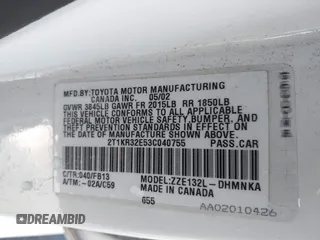 MFD.BY:TOYOTA MOTOR MANUFACTURING
CANADA INC. 05/02
GVWR 3645LB GAWR FR 2015LB RR 1850LB
THIS VEHICLE CONFORMS TO ALL APPLICABLE
FEDERAL MOTOR VEHICLE SAFETY,BUMPER, AND
THEFT PREVENTION STANDARDS IN EFFECT ON
THE DATE OF MANUFACTURE SHOWN ABOVE.
2T1KR32E53C040755 PASS.CAR
C/TR:040/FB13 MODEL:ZZE132L-DHMNKA
A/TM:-02A/C59 MADE IN CANADA
655
AA02010426
DEALERSHIP